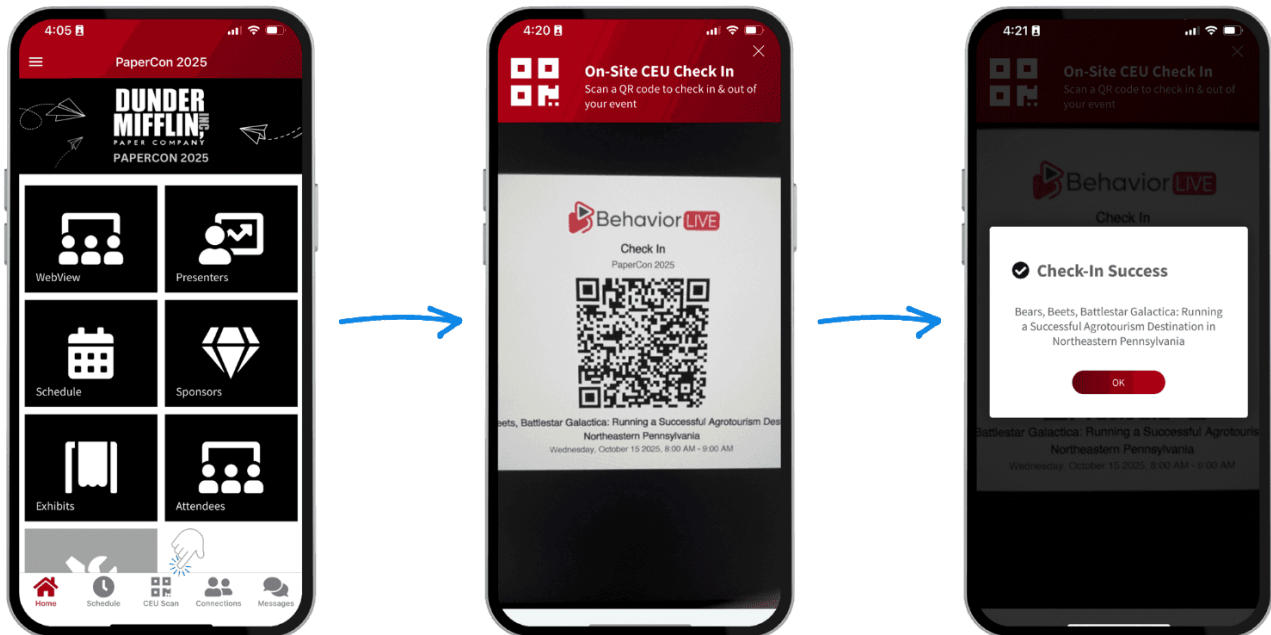 4:05
PaperCon 2025
DUNDER
MIFFLIN, INC
PAPER COMPANY
PAPERCON 2025
WebView
Presenters
Schedule
Sponsors
Exhibits
Attendees
Home
Schedule
CEU Scan
Connections
Messages
4:20
On-Site CEU Check In
Scan a QR code to check in & out of
your event
Behavior LIVE
Check In
PaperCon 2025
eets, Battlestar Galactica: Running a Successful Agrotourism Des
Northeastern Pennsylvania
Wednesday, October 15 2025, 8:00 AM - 9:00 AM
4:21
On-Site CEU Check In
Scan a QR code to check in & out of
your event
Behavior LIVE
Check In
Check-In Success
Bears, Beets, Battlestar Galactica: Running
a Successful Agrotourism Destination in
Northeastern Pennsylvania
OK
Battlestar Galactica: Running a Successful Agrotouris
Northeastern Pennsylvania
Wednesday, October 15 2025, 8:00 AM - 9:00 AM